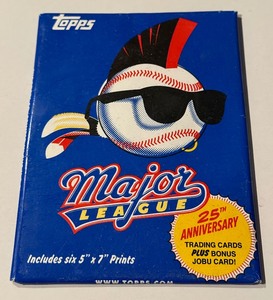 Topps
Major
LEAGUE
25TH
ANNIVERSARY
TRADING CARDS
PLUS BONUS
JOBU CARD!
Includes six 5" x 7" Prints
WWW.TOPPS.COM